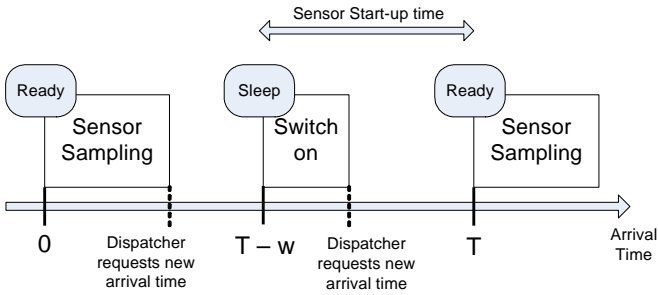 Sensor Start-up time
Ready
Sleep
Ready
Sensor
Sampling
Switch
on
Sensor
Sampling
0
Dispatcher
requests new
arrival time
T – w
Dispatcher
requests new
arrival time
T
Arrival
Time